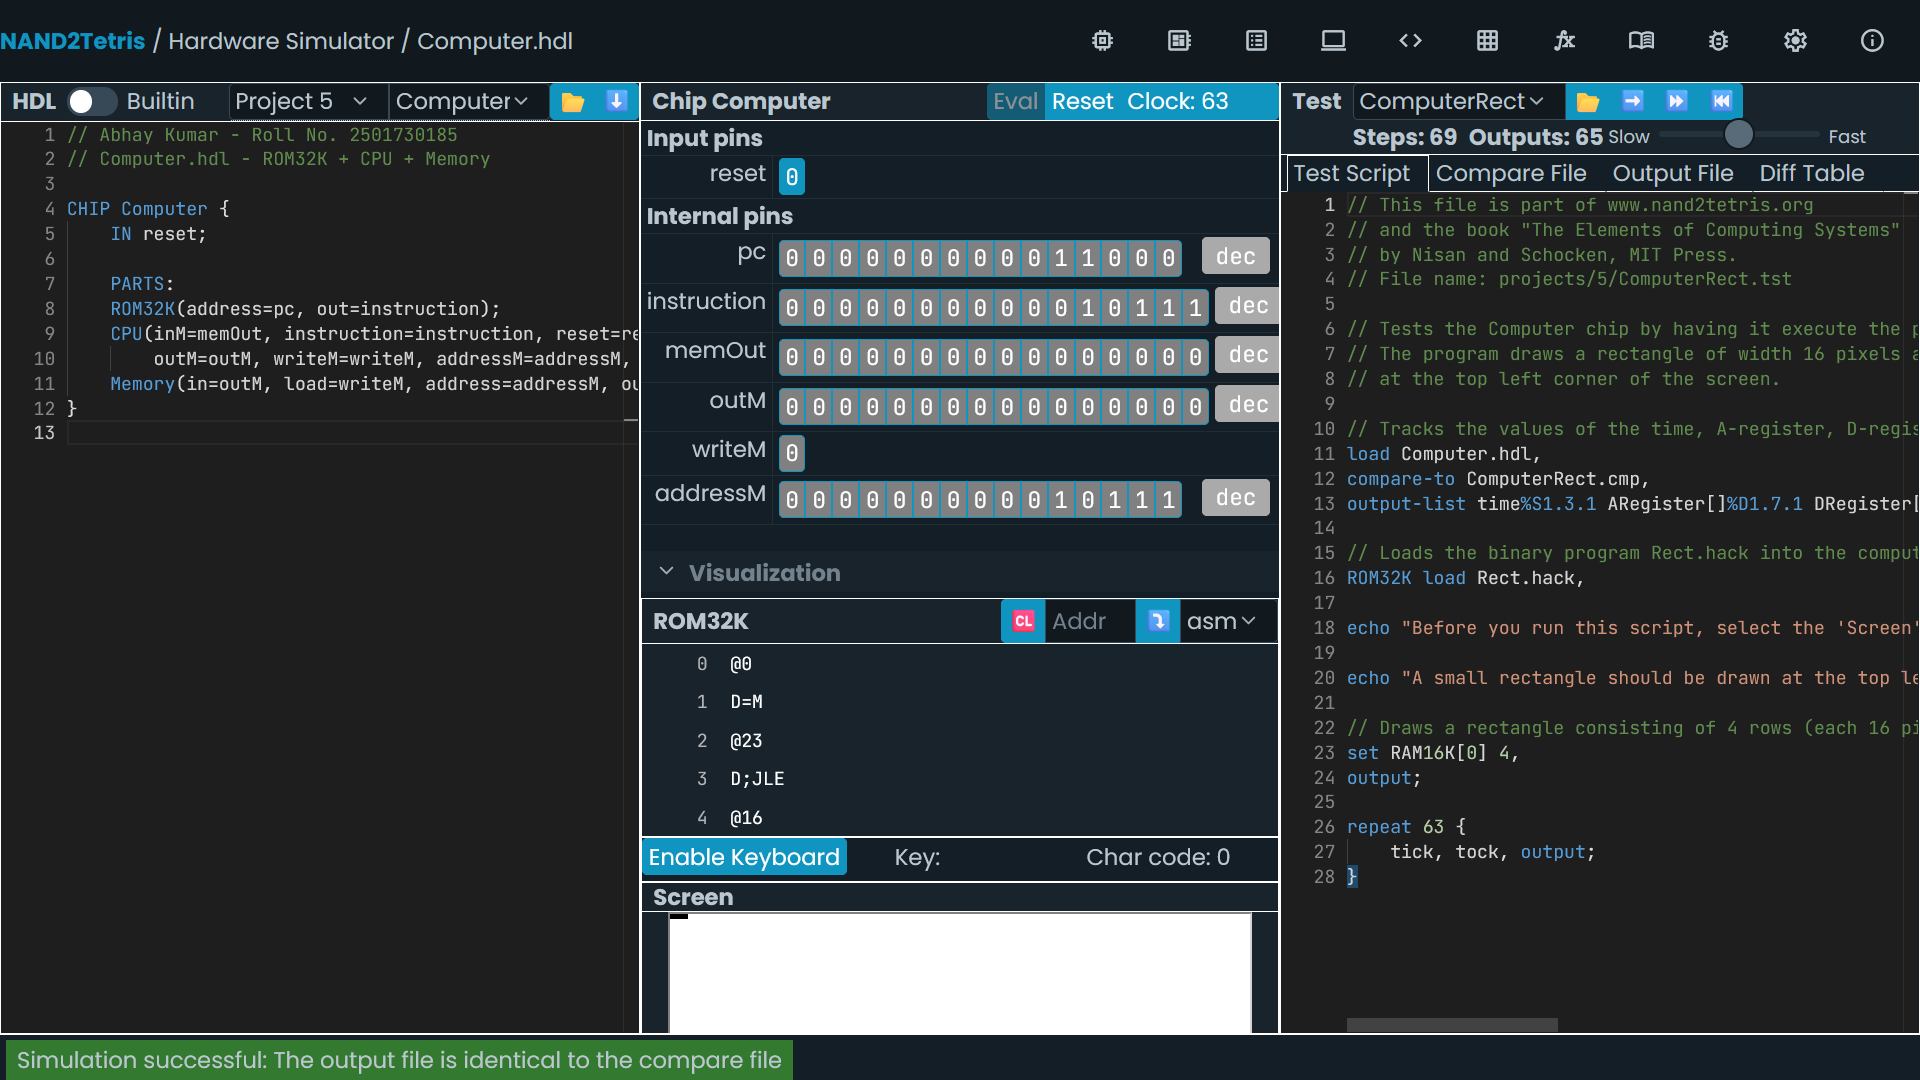 NAND2Tetris / Hardware Simulator / Computer.hdl
HDL Builtin Project 5 Computer
1 // Abhay Kumar - Roll No. 2501730185
2 // Computer.hdl - ROM32K + CPU + Memory
3
4 CHIP Computer {
5 IN reset;
6
7 PARTS:
8 ROM32K(address=pc, out=instruction);
9 CPU(inM=memOut, instruction=instruction, reset=re
10 outM=outM, writeM=writeM, addressM=addressM,
11 Memory(in=outM, load=writeM, address=addressM, ou
12 }
13
Chip Computer Eval Reset Clock: 63
Input pins
reset 0
Internal pins
pc 0 0 0 0 0 0 0 0 0 0 1 1 0 0 0 dec
instruction 0 0 0 0 0 0 0 0 0 0 0 1 0 1 1 1 dec
memOut 0 0 0 0 0 0 0 0 0 0 0 0 0 0 0 0 dec
outM 0 0 0 0 0 0 0 0 0 0 0 0 0 0 0 0 dec
writeM 0
addressM 0 0 0 0 0 0 0 0 0 0 1 0 1 1 1 dec
Visualization
ROM32K CL Addr asm
0 @0
1 D=M
2 @23
3 D;JLE
4 @16
Enable Keyboard Key: Char code: 0
Screen
Test ComputerRect
Steps: 69 Outputs: 65 Slow Fast
Test Script Compare File Output File Diff Table
1 // This file is part of www.nand2tetris.org
2 // and the book "The Elements of Computing Systems"
3 // by Nisan and Schocken, MIT Press.
4 // File name: projects/5/ComputerRect.tst
5
6 // Tests the Computer chip by having it execute the p
7 // The program draws a rectangle of width 16 pixels a
8 // at the top left corner of the screen.
9
10 // Tracks the values of the time, A-register, D-regis
11 load Computer.hdl,
12 compare-to ComputerRect.cmp,
13 output-list time%S1.3.1 ARegister[]%D1.7.1 DRegister[
14
15 // Loads the binary program Rect.hack into the comput
16 ROM32K load Rect.hack,
17
18 echo "Before you run this script, select the 'Screen'
19
20 echo "A small rectangle should be drawn at the top le
21
22 // Draws a rectangle consisting of 4 rows (each 16 pi
23 set RAM16K[0] 4,
24 output;
25
26 repeat 63 {
27 tick, tock, output;
28 }
Simulation successful: The output file is identical to the compare file